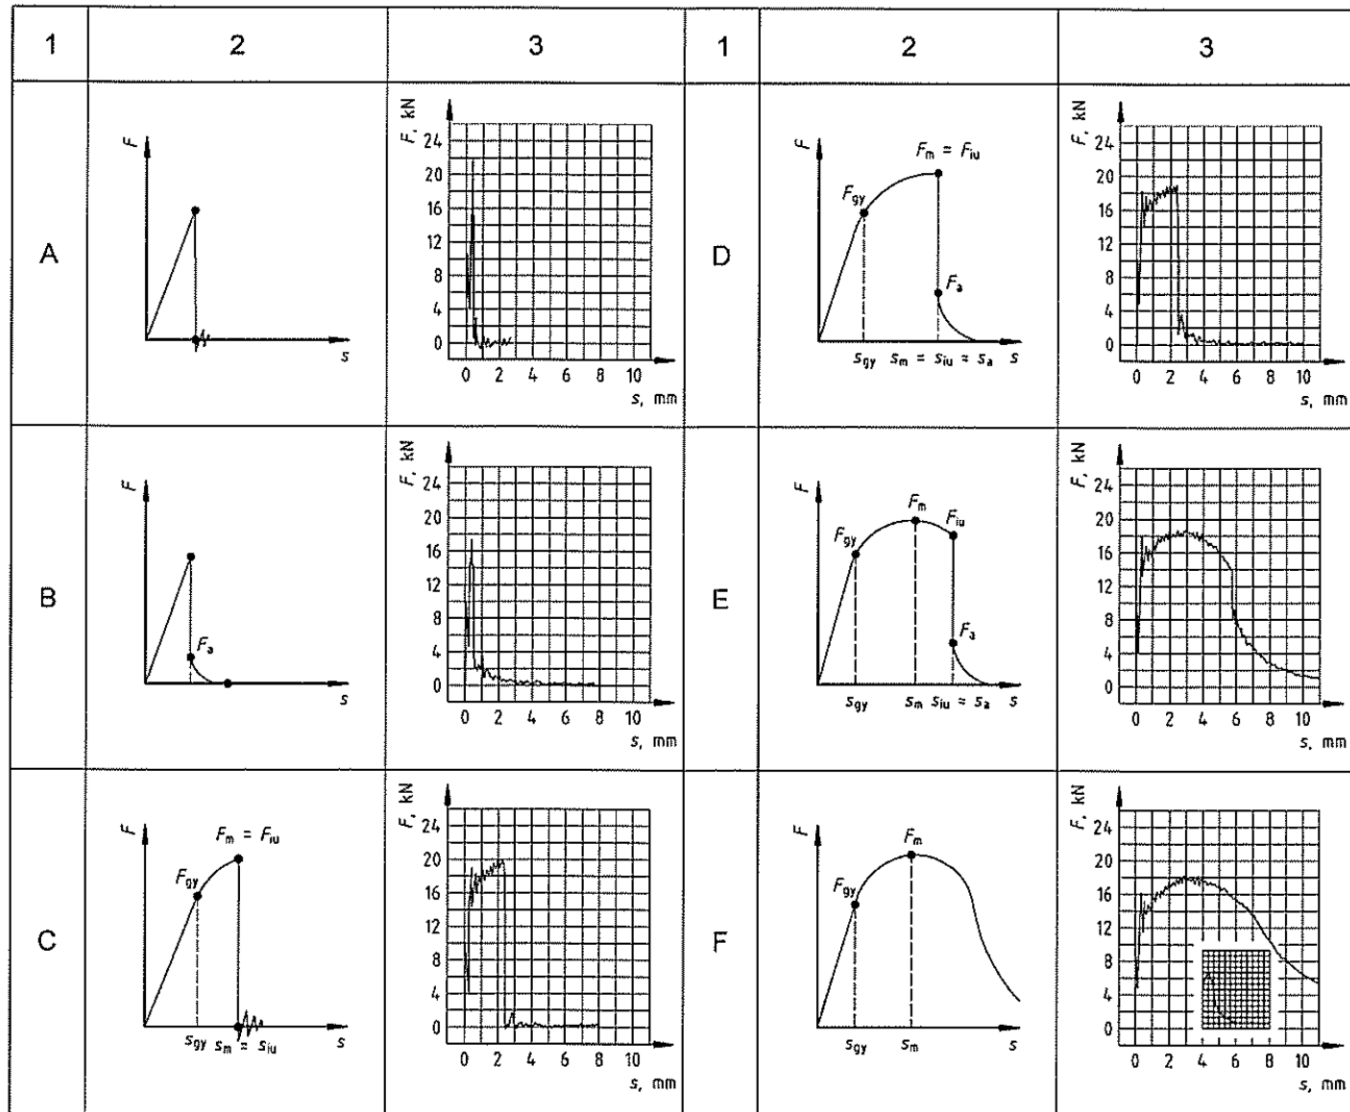 1 2 3 1 2 3
A
F
s
F, kN
24
20
16
12
8
4
0
0 2 4 6 8 10
s, mm
D
F
F_m = F_iu
F_gy
F_a
s_gy s_m = s_iu ≈ s_a s
F, kN
24
20
16
12
8
4
0
0 2 4 6 8 10
s, mm
B
F
F_a
s
F, kN
24
20
16
12
8
4
0
0 2 4 6 8 10
s, mm
E
F
F_m F_iu
F_gy
F_a
s_gy s_m s_iu ≈ s_a s
F, kN
24
20
16
12
8
4
0
0 2 4 6 8 10
s, mm
C
F
F_m = F_iu
F_gy
s_gy s_m ≈ s_iu s
F, kN
24
20
16
12
8
4
0
0 2 4 6 8 10
s, mm
F
F
F_m
F_gy
s_gy s_m s
F, kN
24
20
16
12
8
4
0
0 2 4 6 8 10
s, mm